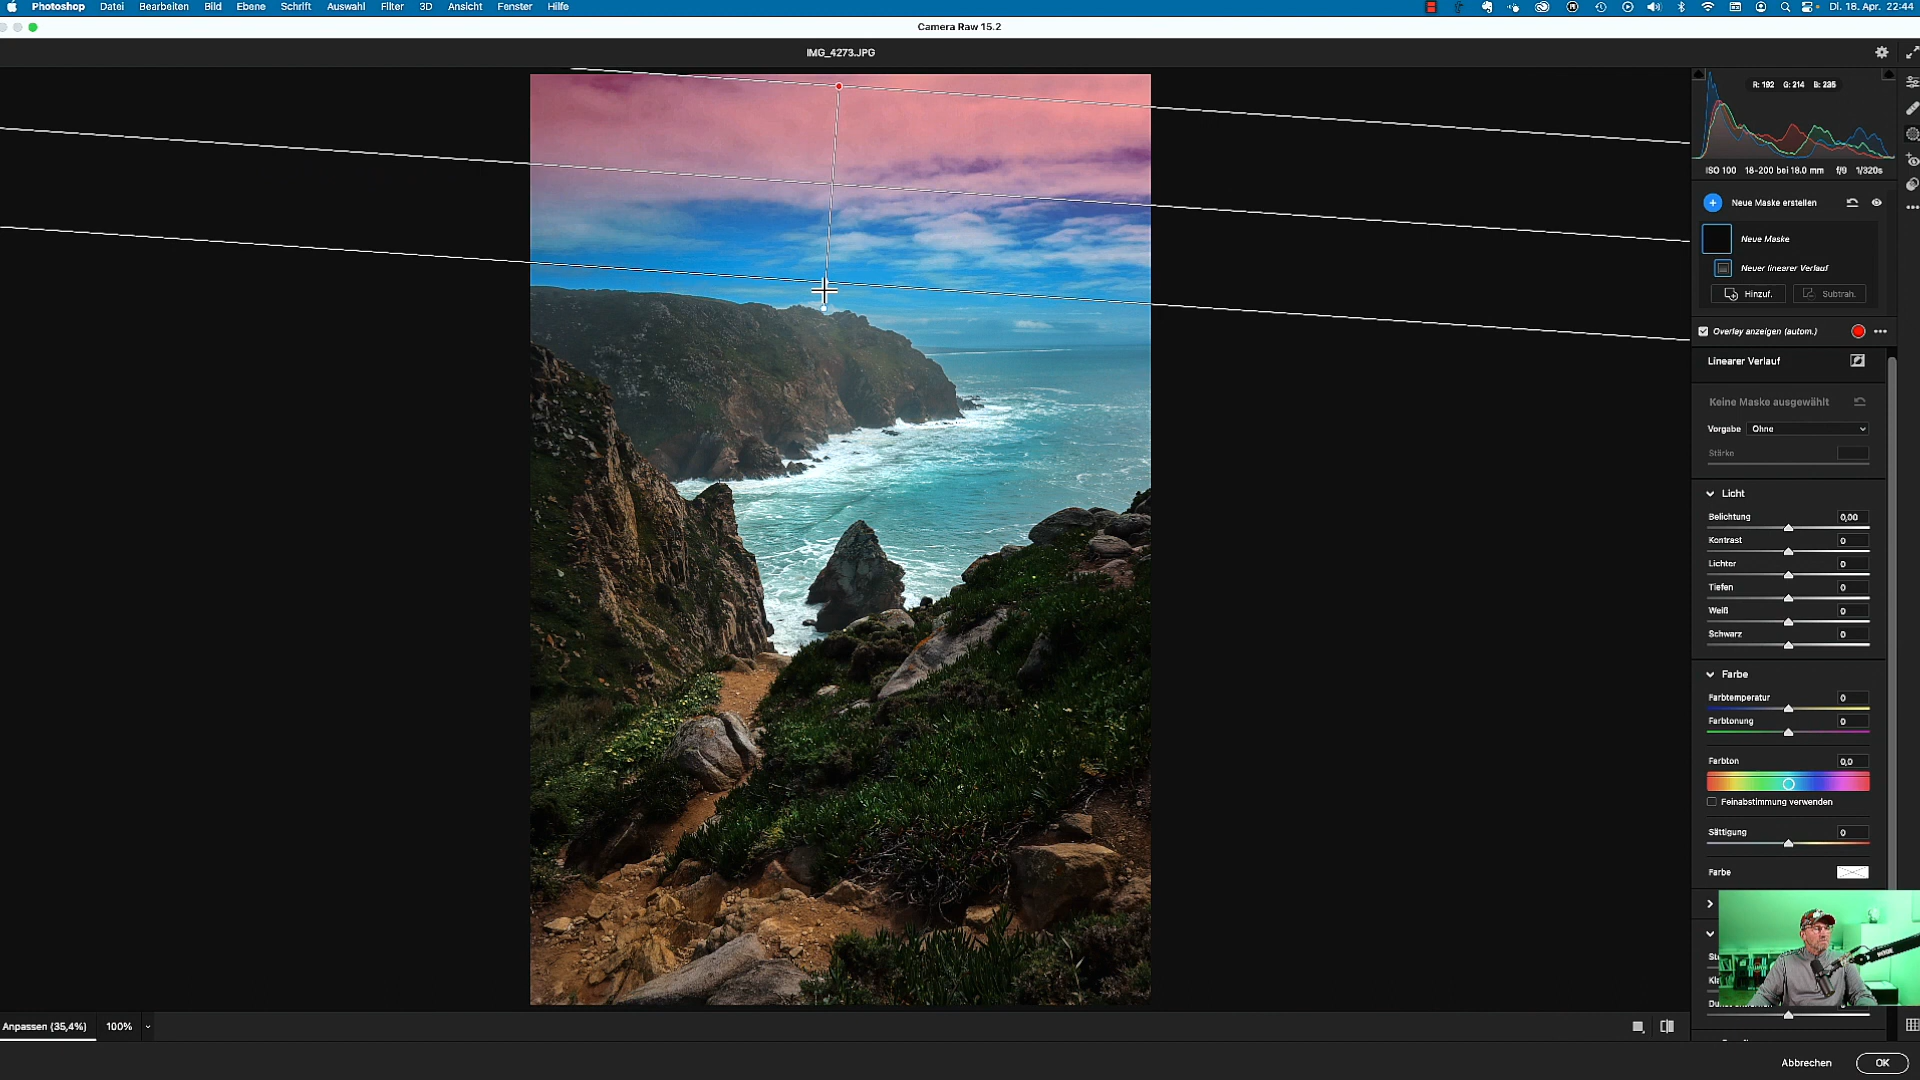 Photoshop Datei Bearbeiten Bild Ebene Schrift Auswahl Filter 3D Ansicht Fenster Hilfe Di. 18. Apr. 22:44
Camera Raw 15.2
IMG_4273.JPG
R: 192 G: 214 B: 235
ISO 100 18-200 bei 18.0 mm f/9 1/320s
Neue Maske erstellen
Neue Maske
Neuer linearer Verlauf
Hinzuf. Subtrah.
Overlay anzeigen (autom.)
Linearer Verlauf
Keine Maske ausgewählt
Vorgabe Ohne
Stärke
Licht
Belichtung 0,00
Kontrast 0
Lichter 0
Tiefen 0
Weiß 0
Schwarz 0
Farbe
Farbtemperatur 0
Farbtonung 0
Farbton 0,0
Feinabstimmung verwenden
Sättigung 0
Farbe
Anpassen (35,4%) 100%
Abbrechen OK